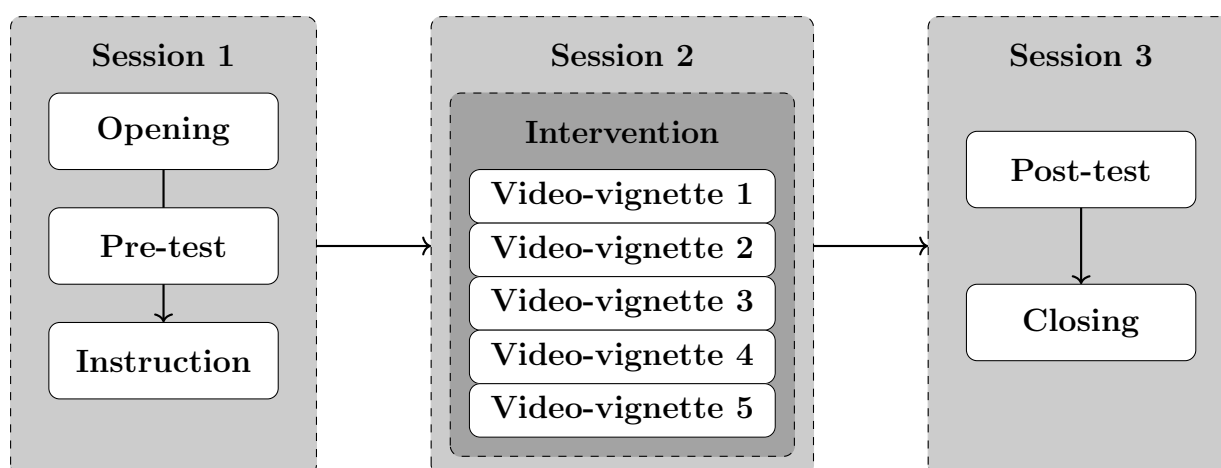 Session 1
Opening
Pre-test
Instruction
Session 2
Intervention
Video-vignette 1
Video-vignette 2
Video-vignette 3
Video-vignette 4
Video-vignette 5
Session 3
Post-test
Closing